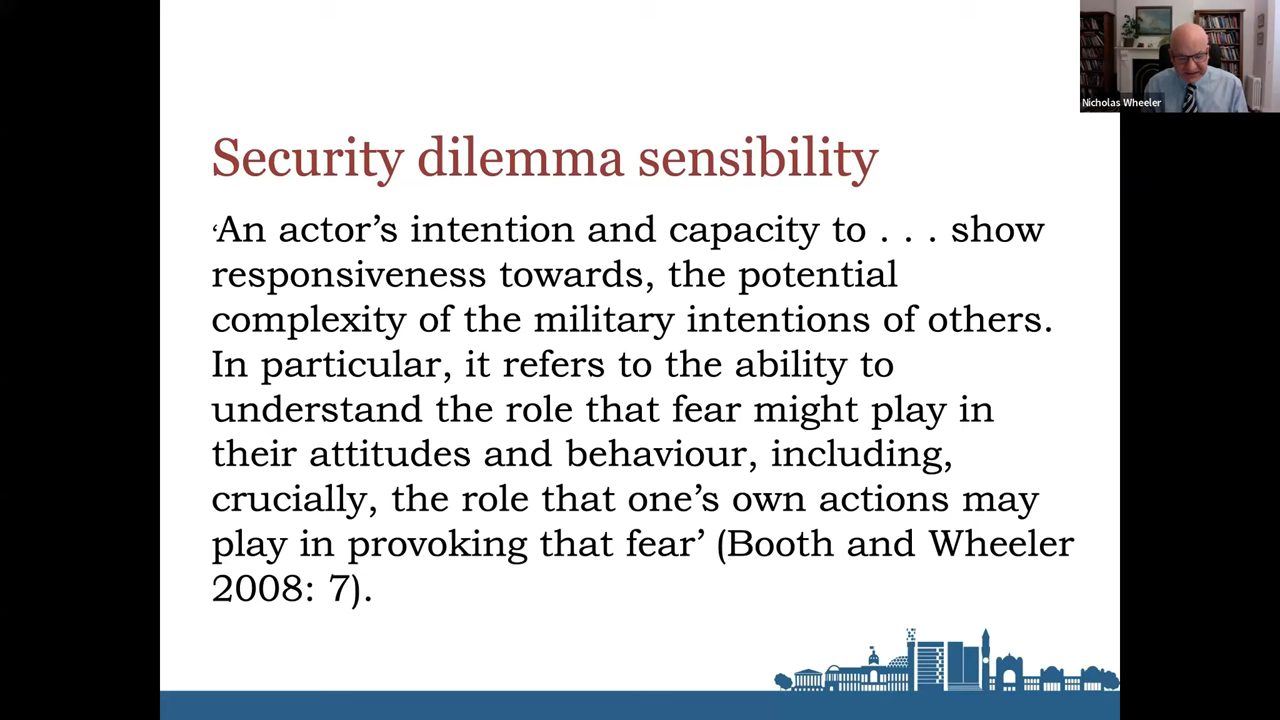 Nicholas Wheeler
Security dilemma sensibility
‘An actor’s intention and capacity to . . . show
responsiveness towards, the potential
complexity of the military intentions of others.
In particular, it refers to the ability to
understand the role that fear might play in
their attitudes and behaviour, including,
crucially, the role that one’s own actions may
play in provoking that fear’ (Booth and Wheeler
2008: 7).